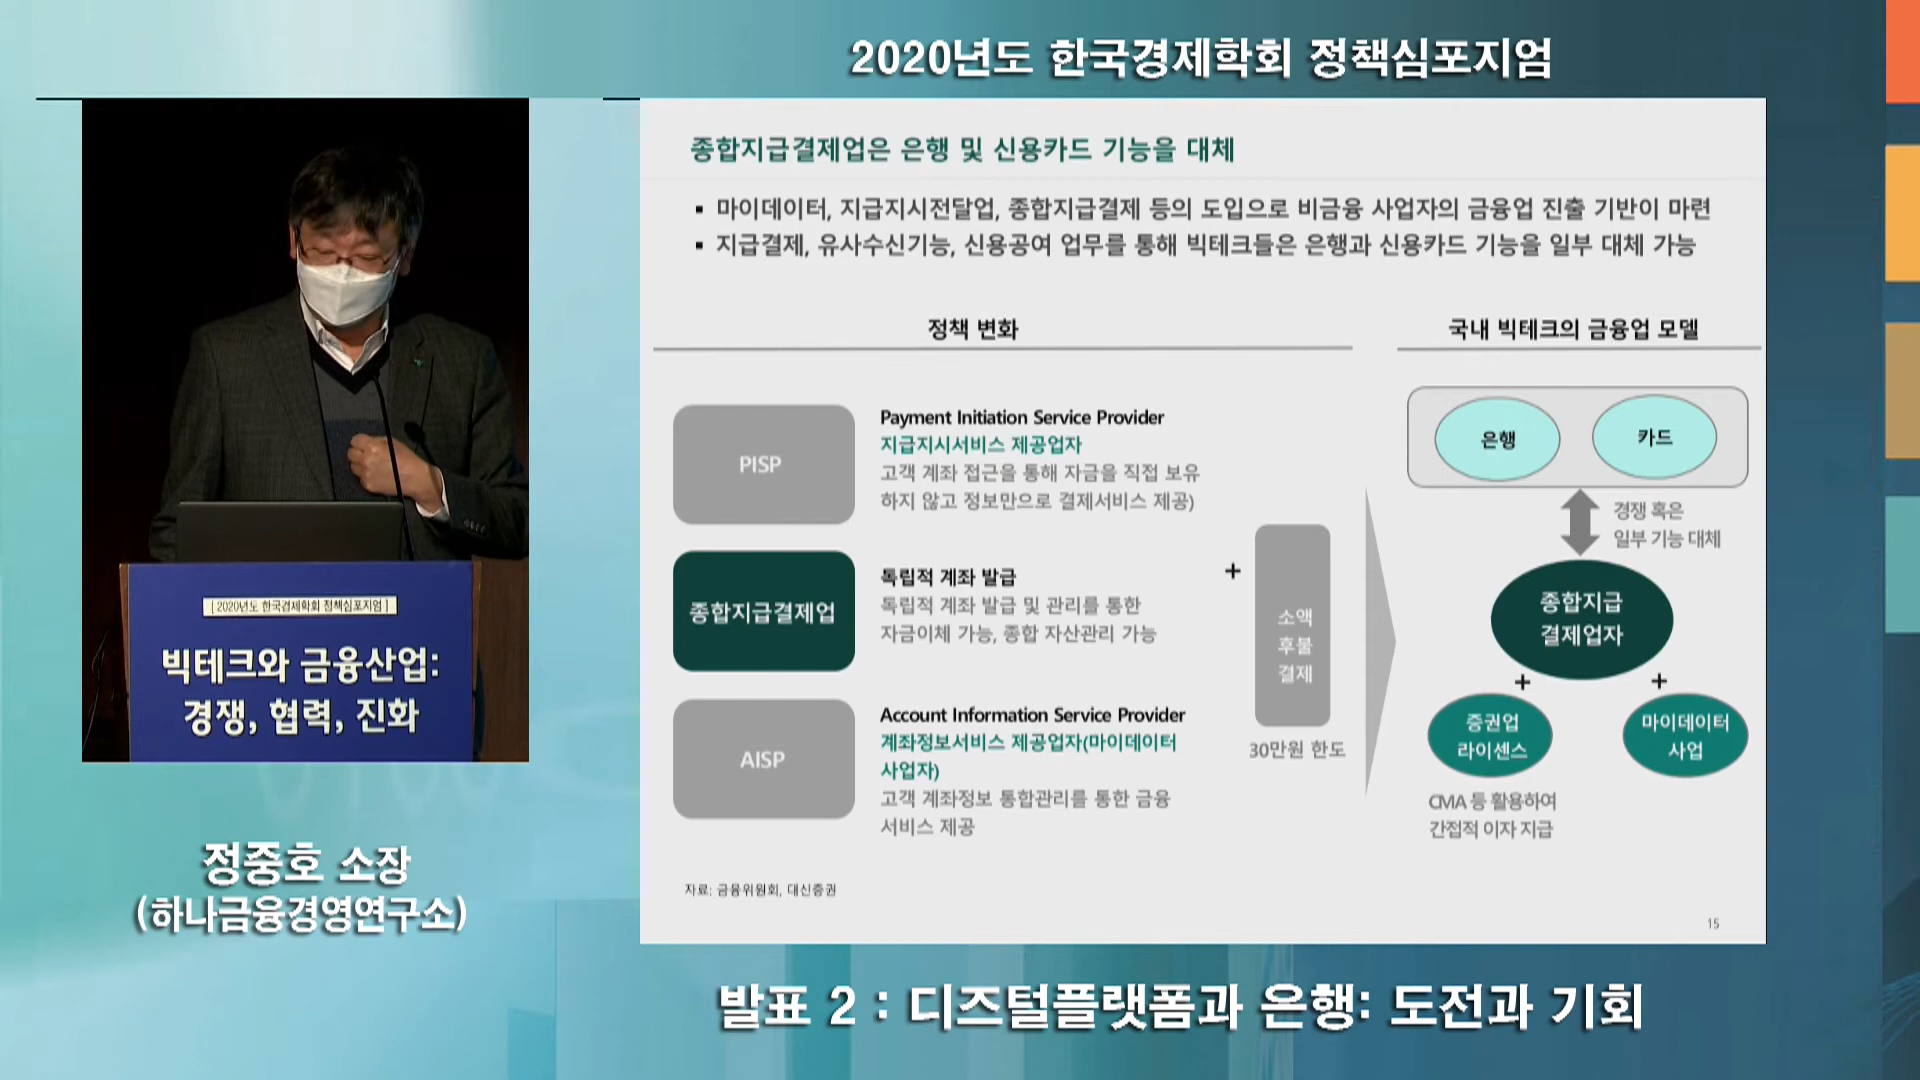 2020년도 한국경제학회 정책심포지엄
종합지급결제업은 은행 및 신용카드 기능을 대체
▪ 마이데이터, 지급지시전달업, 종합지급결제 등의 도입으로 비금융 사업자의 금융업 진출 기반이 마련
▪ 지급결제, 유사수신기능, 신용공여 업무를 통해 빅테크들은 은행과 신용카드 기능을 일부 대체 가능
정책 변화
PISP
Payment Initiation Service Provider
지급지시서비스 제공업자
고객 계좌 접근을 통해 자금을 직접 보유
하지 않고 정보만으로 결제서비스 제공)
종합지급결제업
독립적 계좌 발급
독립적 계좌 발급 및 관리를 통한
자금이체 가능, 종합 자산관리 가능
AISP
Account Information Service Provider
계좌정보서비스 제공업자(마이데이터
사업자)
고객 계좌정보 통합관리를 통한 금융
서비스 제공
+
소액
후불
결제
30만원 한도
국내 빅테크의 금융업 모델
은행
카드
경쟁 혹은
일부 기능 대체
종합지급
결제업자
+
+
증권업
라이센스
마이데이터
사업
CMA 등 활용하여
간접적 이자 지급
자료: 금융위원회, 대신증권
15
[ 2020년도 한국경제학회 정책심포지엄 ]
빅테크와 금융산업:
경쟁, 협력, 진화
정중호 소장
(하나금융경영연구소)
발표 2 : 디즈털플랫폼과 은행: 도전과 기회